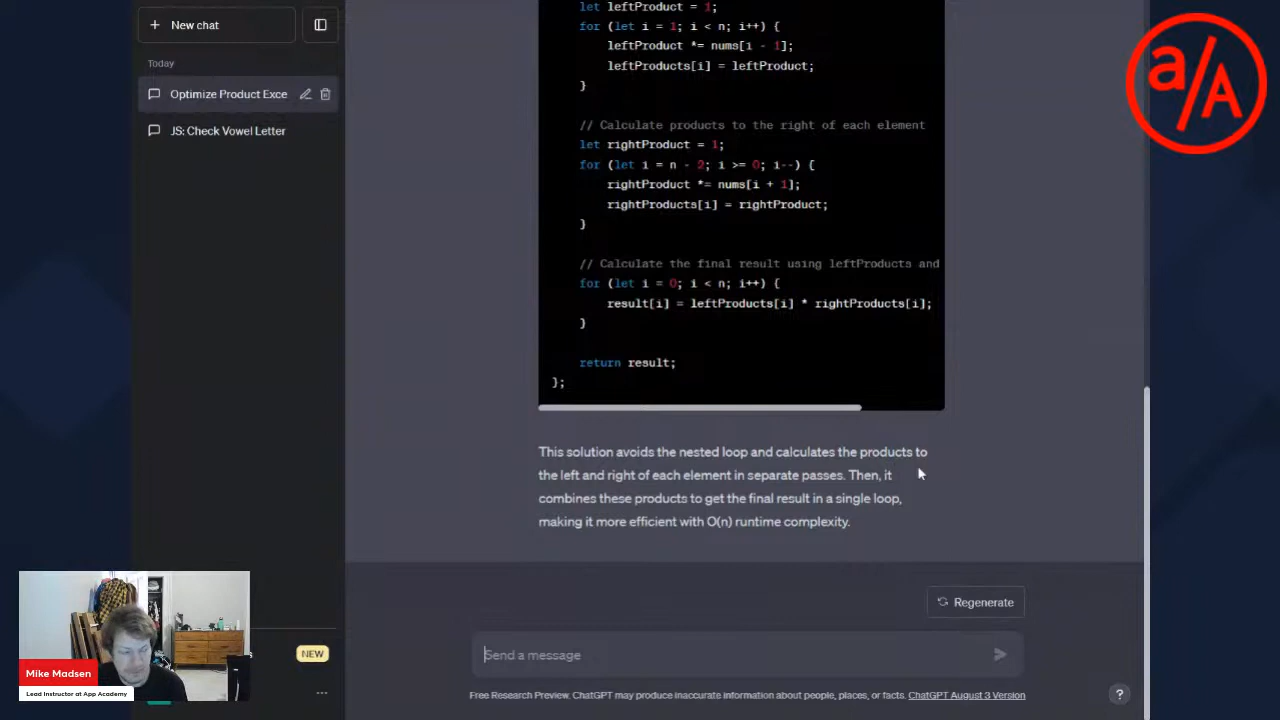 New chat
Today
Optimize Product Exce
JS: Check Vowel Letter
let leftProduct = 1;
for (let i = 1; i < n; i++) {
leftProduct *= nums[i - 1];
leftProducts[i] = leftProduct;
}
// Calculate products to the right of each element
let rightProduct = 1;
for (let i = n - 2; i >= 0; i--) {
rightProduct *= nums[i + 1];
rightProducts[i] = rightProduct;
}
// Calculate the final result using leftProducts and
for (let i = 0; i < n; i++) {
result[i] = leftProducts[i] * rightProducts[i];
}
return result;
};
This solution avoids the nested loop and calculates the products to
the left and right of each element in separate passes. Then, it
combines these products to get the final result in a single loop,
making it more efficient with O(n) runtime complexity.
Regenerate
Send a message
Free Research Preview. ChatGPT may produce inaccurate information about people, places, or facts. ChatGPT August 3 Version
?
NEW
Mike Madsen
Lead Instructor at App Academy
a/A